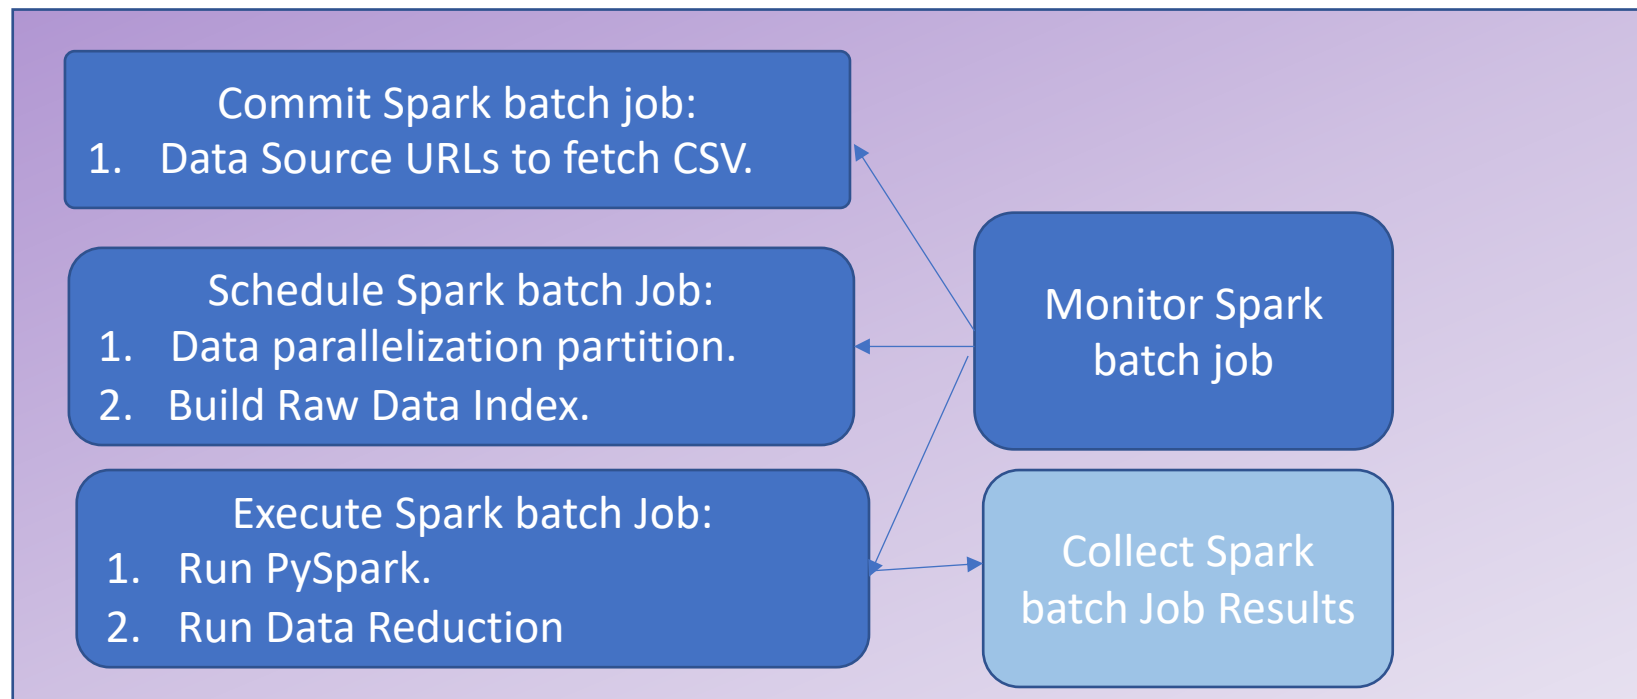 Commit Spark batch job:
1. Data Source URLs to fetch CSV.
Schedule Spark batch Job:
1. Data parallelization partition.
2. Build Raw Data Index.
Execute Spark batch Job:
1. Run PySpark.
2. Run Data Reduction
Monitor Spark
batch job
Collect Spark
batch Job Results